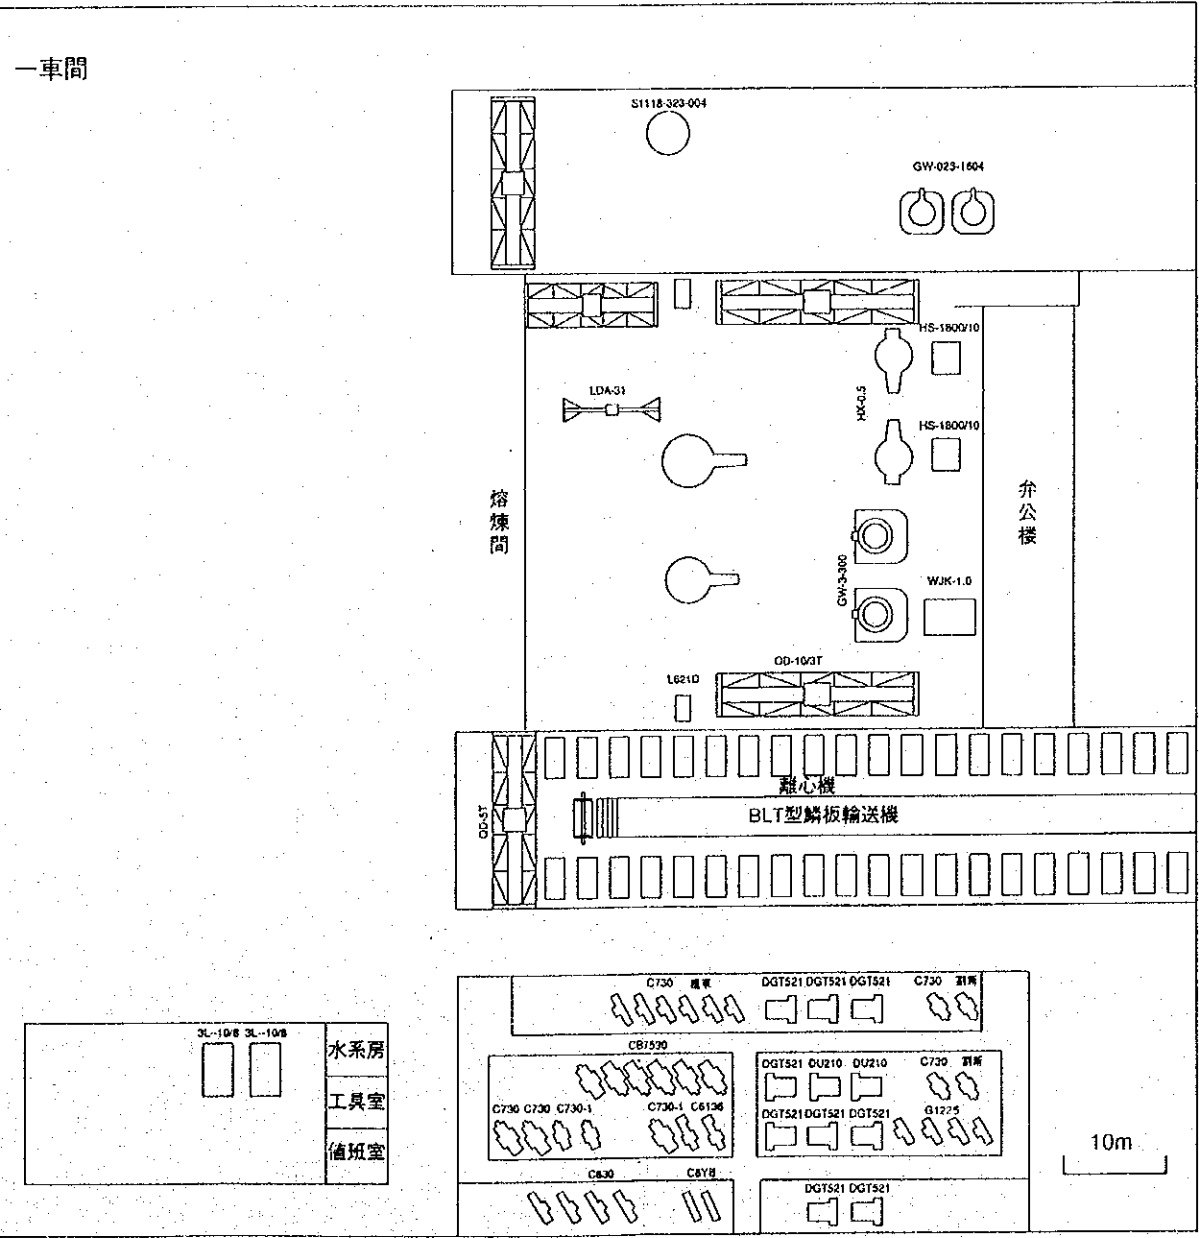 一車間
S1118-323-004
GW-023-1604
HS-1800/10
LDA-31
HX-0.5
HS-1800/10
熔煉間
弁公楼
GW-3-300
WJK-1.0
QD-10/3T
L621D
離心機
QD-5T
BLT型鱗板輸送機
C730
DGT521 DGT521 DGT521
C730
3L--10/8 3L--10/8
水系房
工具室
値班室
CB7530
DGT521 DU210 DU210
C730
C730 C730 C730-1
C730-1 C6136
DGT521 DGT521 DGT521
G1225
10m
C630
DGT521 DGT521